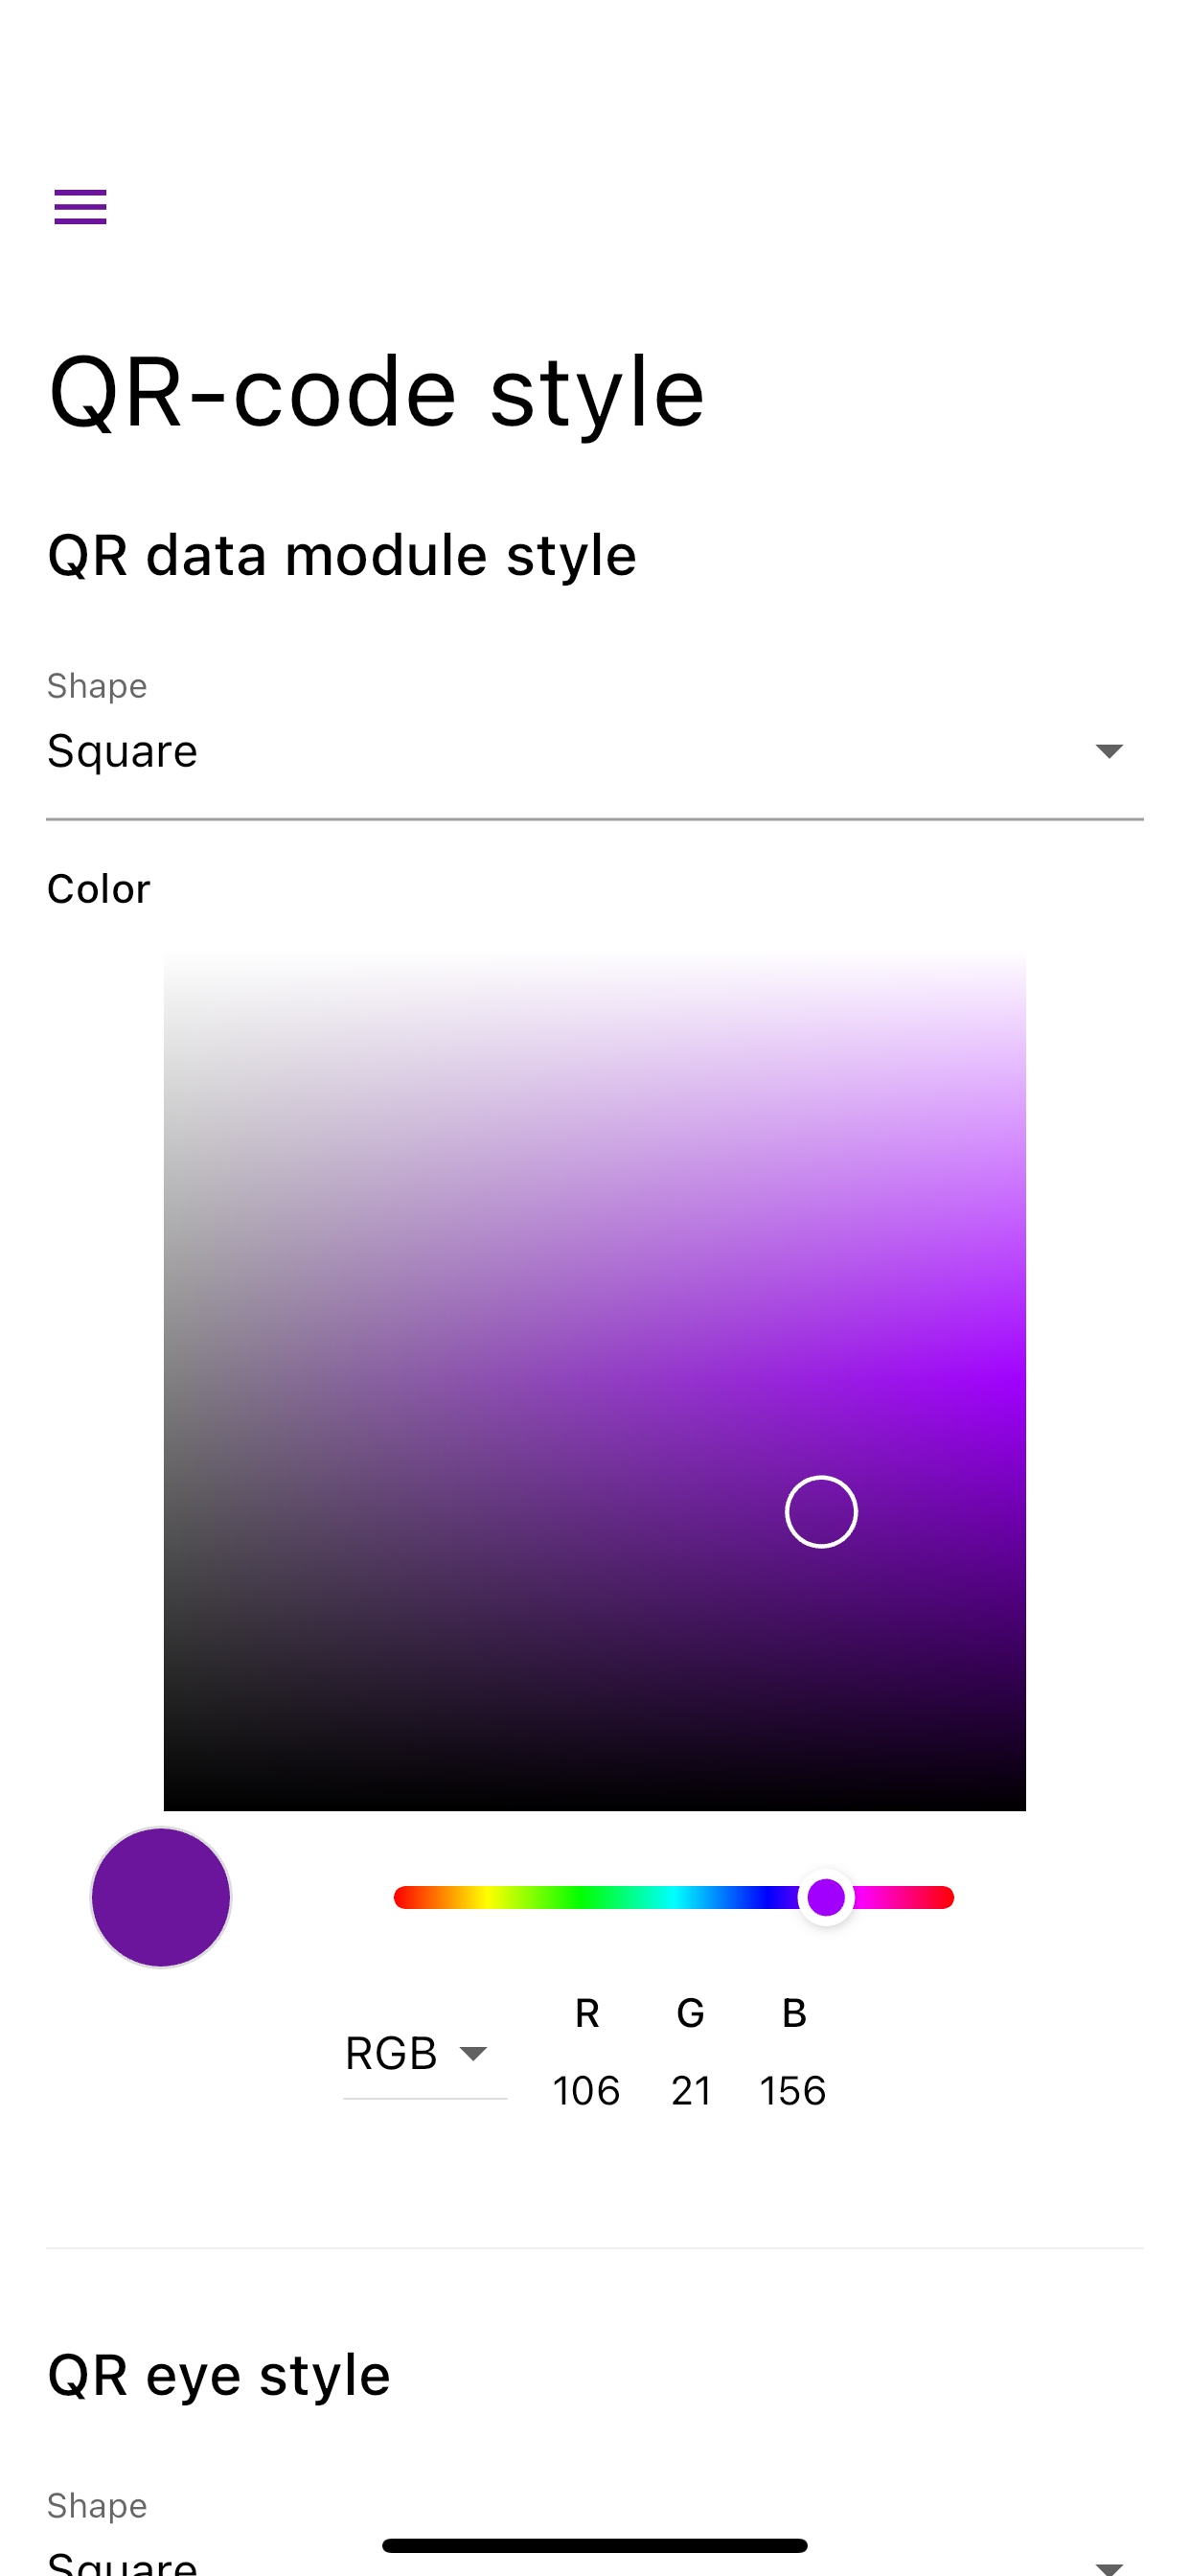 QR-code style
QR data module style
Shape
Square
Color
R G B
RGB
106 21 156
QR eye style
Shape
Square